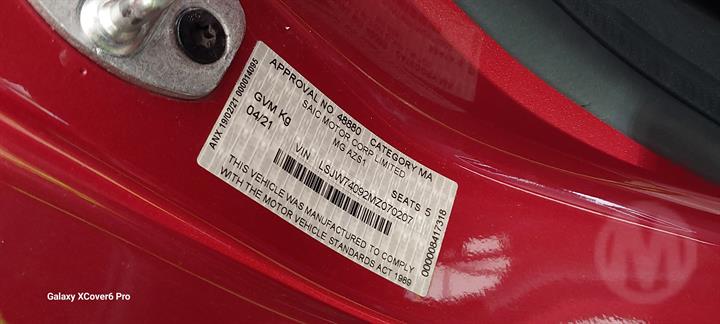 APPROVAL NO 48880 CATEGORY MA
SAIC MOTOR CORP LIMITED
MG AZS1
GVM Kg
04/21
SEATS 5
VIN LSJW74092MZ070207
THIS VEHICLE WAS MANUFACTURED TO COMPLY
WITH THE MOTOR VEHICLE STANDARDS ACT 1989
ANX 19/02/21 000014095
000008417318
M
Galaxy XCover6 Pro